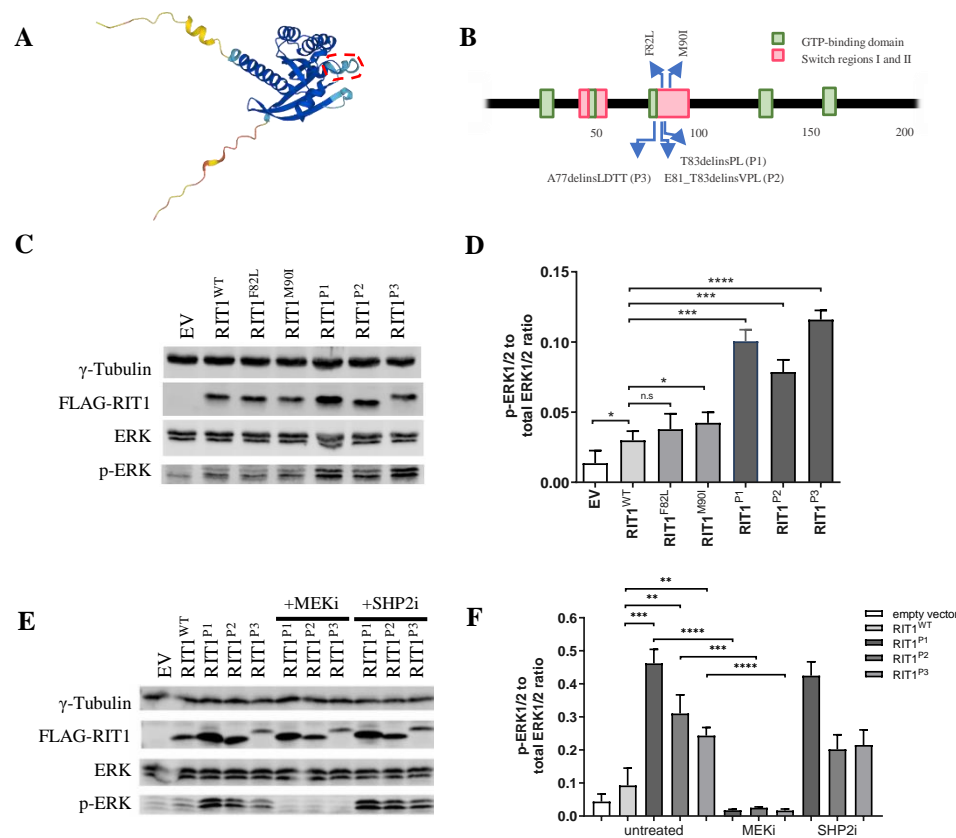 A
B
F82L
M90I
GTP-binding domain
Switch regions I and II
50
100
150
200
T83delinsPL (P1)
A77delinsLDTT (P3)
E81_T83delinsVPL (P2)
C
EV
RIT1WT
RIT1F82L
RIT1M90I
RIT1P1
RIT1P2
RIT1P3
γ-Tubulin
FLAG-RIT1
ERK
p-ERK
D
p-ERK1/2 to
total ERK1/2 ratio
0.15
0.10
0.05
0.00
****
***
***
*
n.s
*
EV
RIT1WT
RIT1F82L
RIT1M90I
RIT1P1
RIT1P2
RIT1P3
E
+MEKi
+SHP2i
EV
RIT1WT
RIT1P1
RIT1P2
RIT1P3
RIT1P1
RIT1P2
RIT1P3
RIT1P1
RIT1P2
RIT1P3
γ-Tubulin
FLAG-RIT1
ERK
p-ERK
F
p-ERK1/2 to
total ERK1/2 ratio
0.6
0.5
0.4
0.3
0.2
0.1
0.0
**
**
***
****
***
****
untreated
MEKi
SHP2i
empty vector
RIT1WT
RIT1P1
RIT1P2
RIT1P3